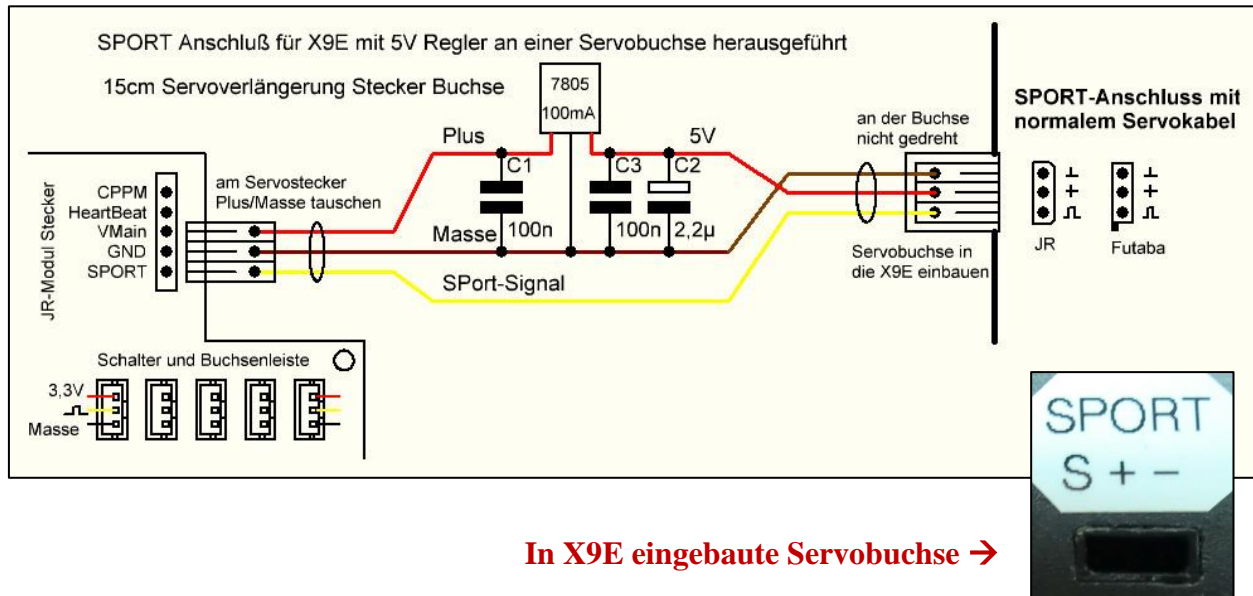 SPORT Anschluß für X9E mit 5V Regler an einer Servobuchse herausgeführt
15cm Servoverlängerung Stecker Buchse
7805
100mA
Plus
5V
C1
C3
C2
100n
100n
2,2µ
Masse
SPort-Signal
JR-Modul Stecker
CPPM
HeartBeat
VMain
GND
SPORT
am Servostecker
Plus/Masse tauschen
an der Buchse
nicht gedreht
Servobuchse in
die X9E einbauen
SPORT-Anschluss mit
normalem Servokabel
JR
Futaba
Schalter und Buchsenleiste
3,3V
Masse
SPORT
S + −
In X9E eingebaute Servobuchse →